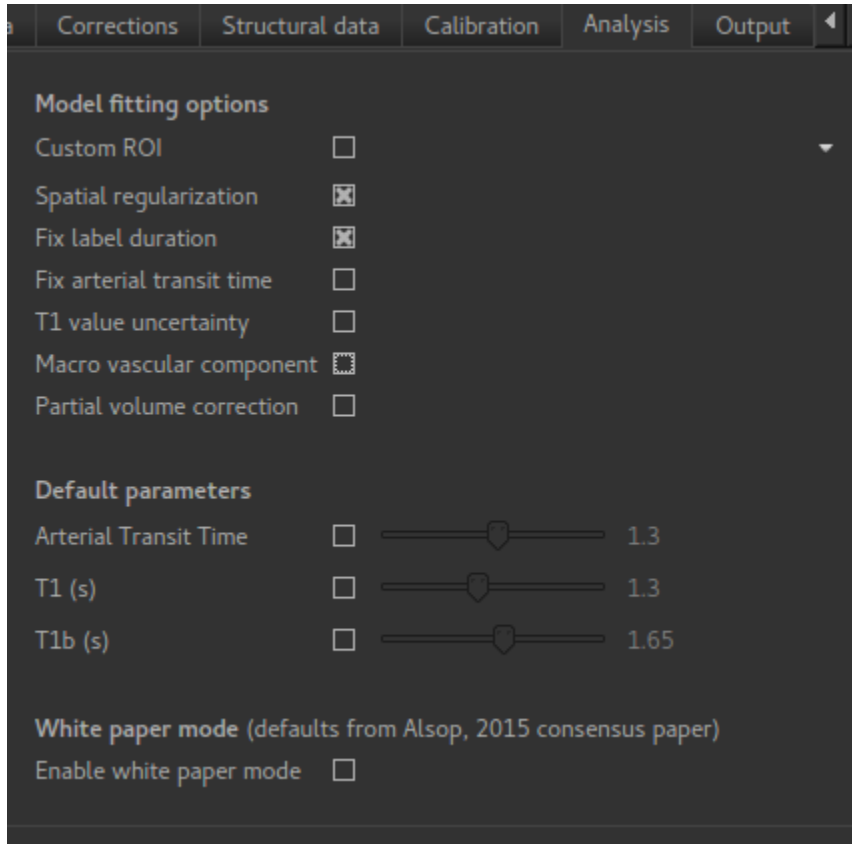 a Corrections Structural data Calibration Analysis Output
Model fitting options
Custom ROI
Spatial regularization
Fix label duration
Fix arterial transit time
T1 value uncertainty
Macro vascular component
Partial volume correction
Default parameters
Arterial Transit Time 1.3
T1 (s) 1.3
T1b (s) 1.65
White paper mode (defaults from Alsop, 2015 consensus paper)
Enable white paper mode